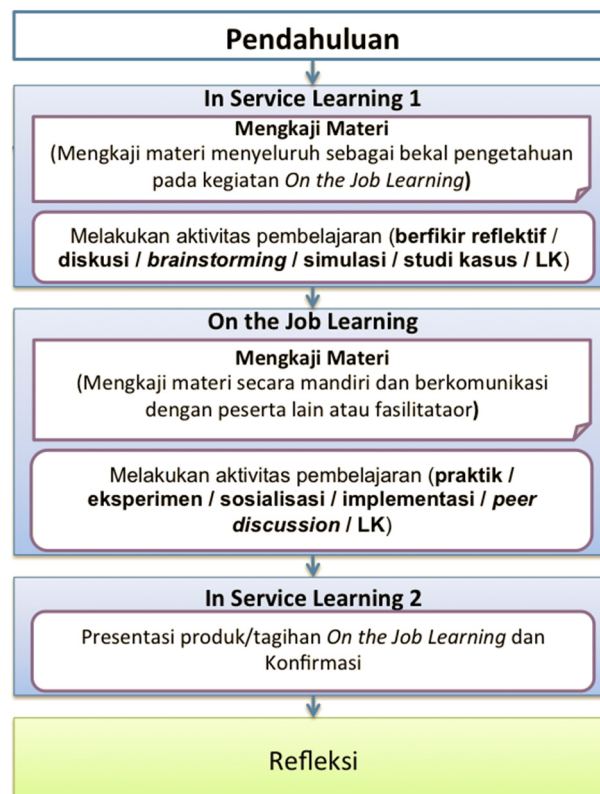 Pendahuluan
In Service Learning 1
Mengkaji Materi
(Mengkaji materi menyeluruh sebagai bekal pengetahuan
pada kegiatan On the Job Learning)
Melakukan aktivitas pembelajaran (berfikir reflektif /
diskusi / brainstorming / simulasi / studi kasus / LK)
On the Job Learning
Mengkaji Materi
(Mengkaji materi secara mandiri dan berkomunikasi
dengan peserta lain atau fasilitataor)
Melakukan aktivitas pembelajaran (praktik /
eksperimen / sosialisasi / implementasi / peer
discussion / LK)
In Service Learning 2
Presentasi produk/tagihan On the Job Learning dan
Konfirmasi
Refleksi